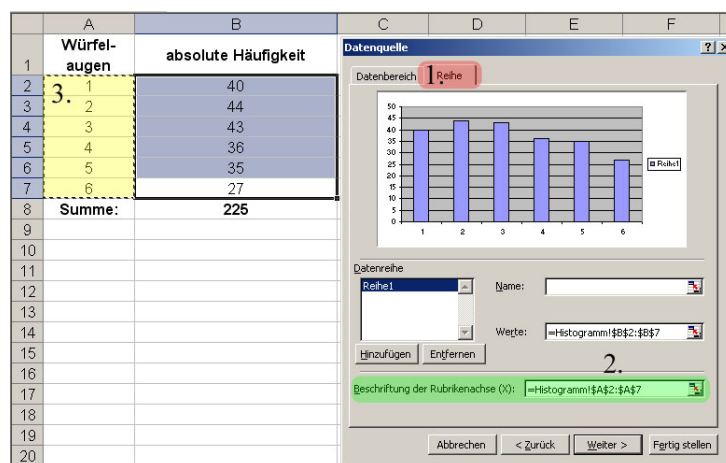 A B C D E F
1 Würfel-
augen absolute Häufigkeit
2 1 40
3 2 44
4 3 43
5 4 36
6 5 35
7 6 27
8 Summe: 225
9
10
11
12
13
14
15
16
17
18
19
20
3.
Datenquelle ? x
Datenbereich Reihe
1.
50
45
40
35
30
25
20
15
10
5
0
1 2 3 4 5 6
Reihe1
Datenreihe
Reihe1
Name:
Werte: =Histogramm!$B$2:$B$7
Hinzufügen Entfernen
2.
Beschriftung der Rubrikenachse (X): =Histogramm!$A$2:$A$7
Abbrechen < Zurück Weiter > Fertig stellen